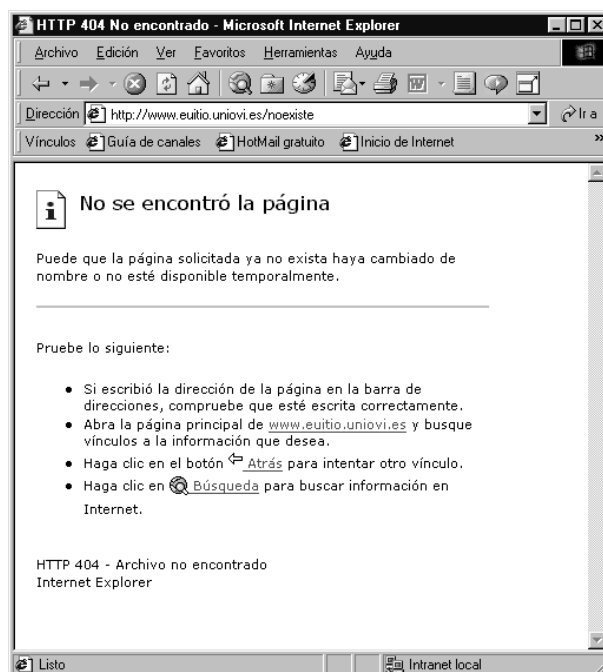 HTTP 404 No encontrado - Microsoft Internet Explorer
Archivo Edición Ver Favoritos Herramientas Ayuda
Dirección http://www.euitio.uniovi.es/noexiste Ir a
Vínculos Guía de canales HotMail gratuito Inicio de Internet »
No se encontró la página
Puede que la página solicitada ya no exista haya cambiado de
nombre o no esté disponible temporalmente.
Pruebe lo siguiente:
• Si escribió la dirección de la página en la barra de
direcciones, compruebe que esté escrita correctamente.
• Abra la página principal de www.euitio.uniovi.es y busque
vínculos a la información que desea.
• Haga clic en el botón Atrás para intentar otro vínculo.
• Haga clic en Búsqueda para buscar información en
Internet.
HTTP 404 - Archivo no encontrado
Internet Explorer
Listo Intranet local